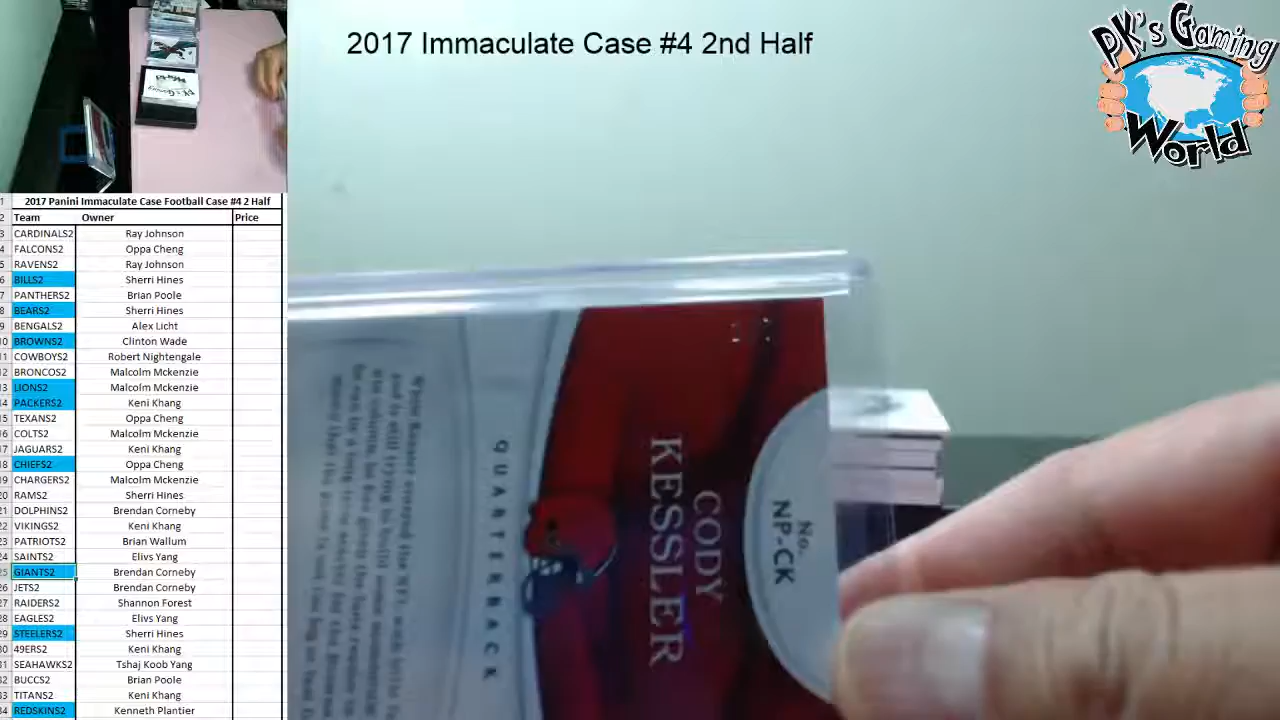 2017 Immaculate Case #4 2nd Half
PK's Gaming
World
2017 Panini Immaculate Case Football Case #4 2 Half
Team Owner Price
CARDINALS2 Ray Johnson
FALCONS2 Oppa Cheng
RAVENS2 Ray Johnson
BILLS2 Sherri Hines
PANTHERS2 Brian Poole
BEARS2 Sherri Hines
BENGALS2 Alex Licht
BROWNS2 Clinton Wade
COWBOYS2 Robert Nightengale
BRONCOS2 Malcolm Mckenzie
LIONS2 Malcolm Mckenzie
PACKERS2 Keni Khang
TEXANS2 Oppa Cheng
COLTS2 Malcolm Mckenzie
JAGUARS2 Keni Khang
CHIEFS2 Oppa Cheng
CHARGERS2 Malcolm Mckenzie
RAMS2 Sherri Hines
DOLPHINS2 Brendan Corneby
VIKINGS2 Keni Khang
PATRIOTS2 Brian Wallum
SAINTS2 Elivs Yang
GIANTS2 Brendan Corneby
JETS2 Brendan Corneby
RAIDERS2 Shannon Forest
EAGLES2 Elivs Yang
STEELERS2 Sherri Hines
49ERS2 Keni Khang
SEAHAWKS2 Tshaj Koob Yang
BUCCS2 Brian Poole
TITANS2 Keni Khang
REDSKINS2 Kenneth Plantier
No.
NP-CK
CODY
KESSLER
QUARTERBACK